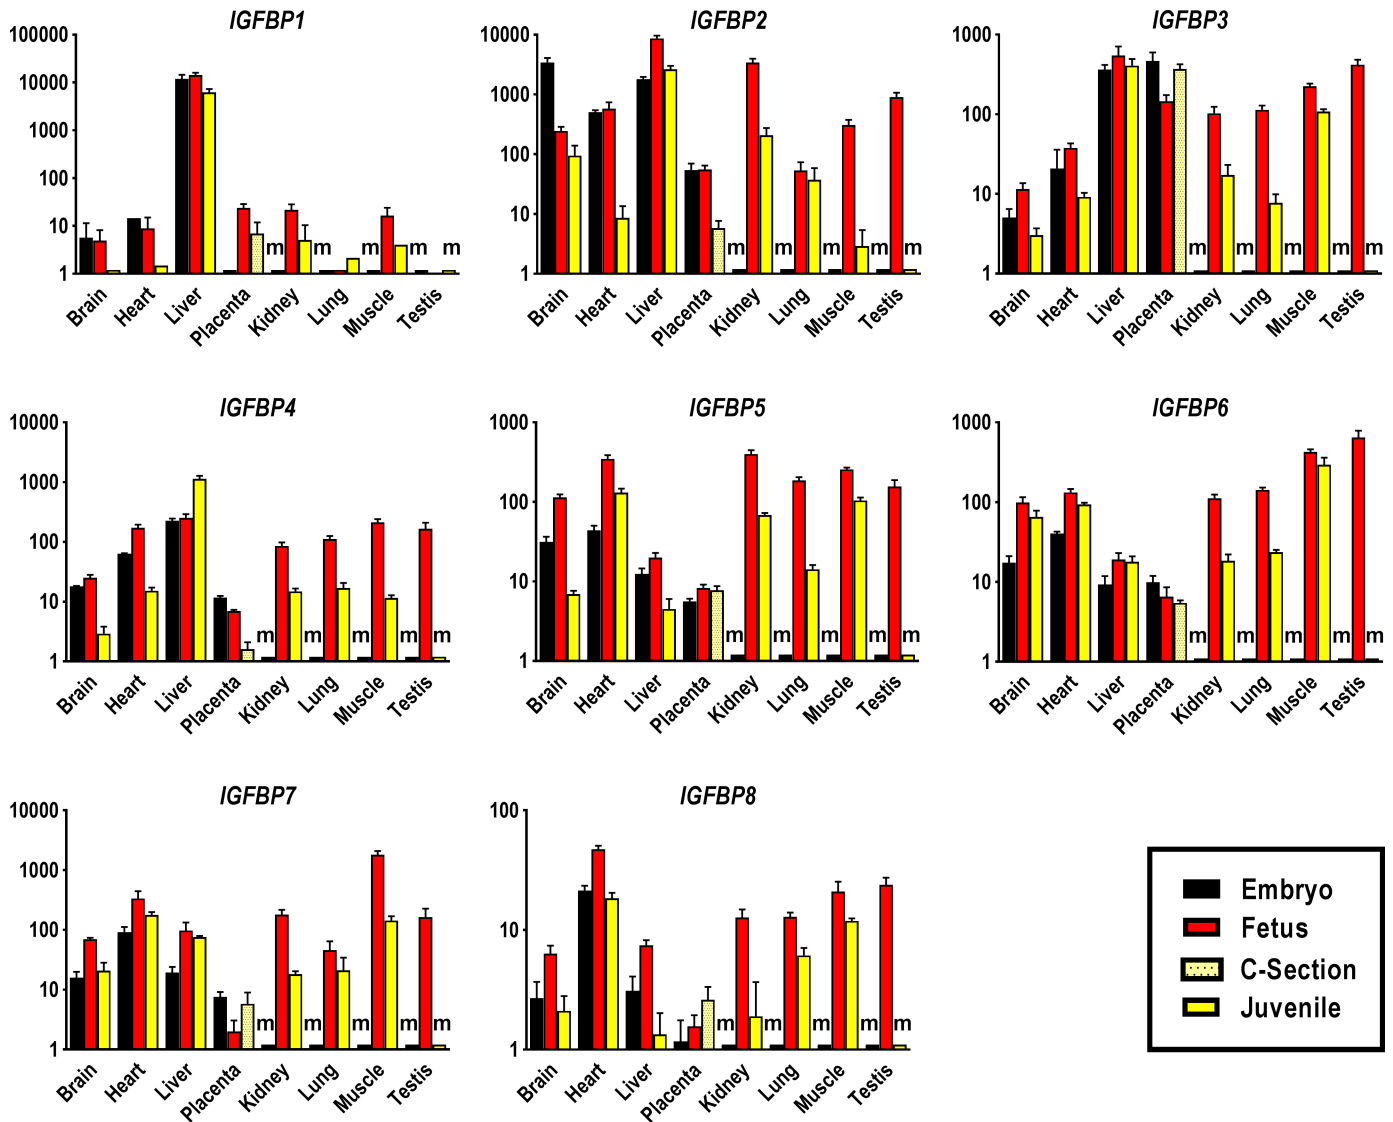 IGFBP1
100000
10000
1000
100
10
1
m m m m m
Brain Heart Liver Placenta Kidney Lung Muscle Testis
IGFBP2
10000
1000
100
10
1
m m m m m
Brain Heart Liver Placenta Kidney Lung Muscle Testis
IGFBP3
1000
100
10
1
m m m m m
Brain Heart Liver Placenta Kidney Lung Muscle Testis
IGFBP4
10000
1000
100
10
1
m m m m m
Brain Heart Liver Placenta Kidney Lung Muscle Testis
IGFBP5
1000
100
10
1
m m m m m
Brain Heart Liver Placenta Kidney Lung Muscle Testis
IGFBP6
1000
100
10
1
m m m m m
Brain Heart Liver Placenta Kidney Lung Muscle Testis
IGFBP7
10000
1000
100
10
1
m m m m m
Brain Heart Liver Placenta Kidney Lung Muscle Testis
IGFBP8
100
10
1
m m m m m
Brain Heart Liver Placenta Kidney Lung Muscle Testis
Embryo
Fetus
C-Section
Juvenile